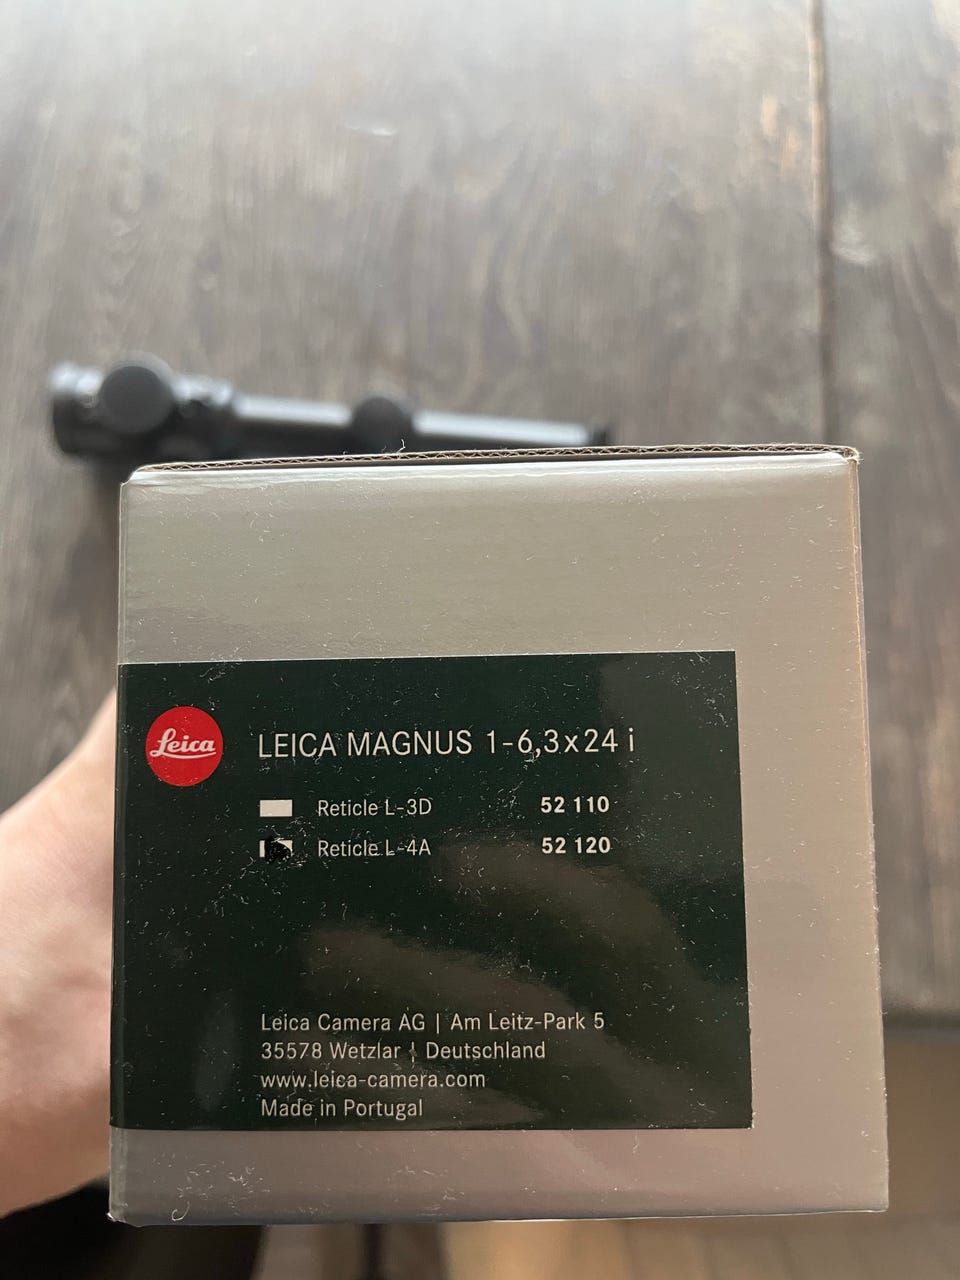 Leica
LEICA MAGNUS 1-6,3x24 i
Reticle L-3D 52 110
Reticle L-4A 52 120
Leica Camera AG | Am Leitz-Park 5
35578 Wetzlar | Deutschland
www.leica-camera.com
Made in Portugal